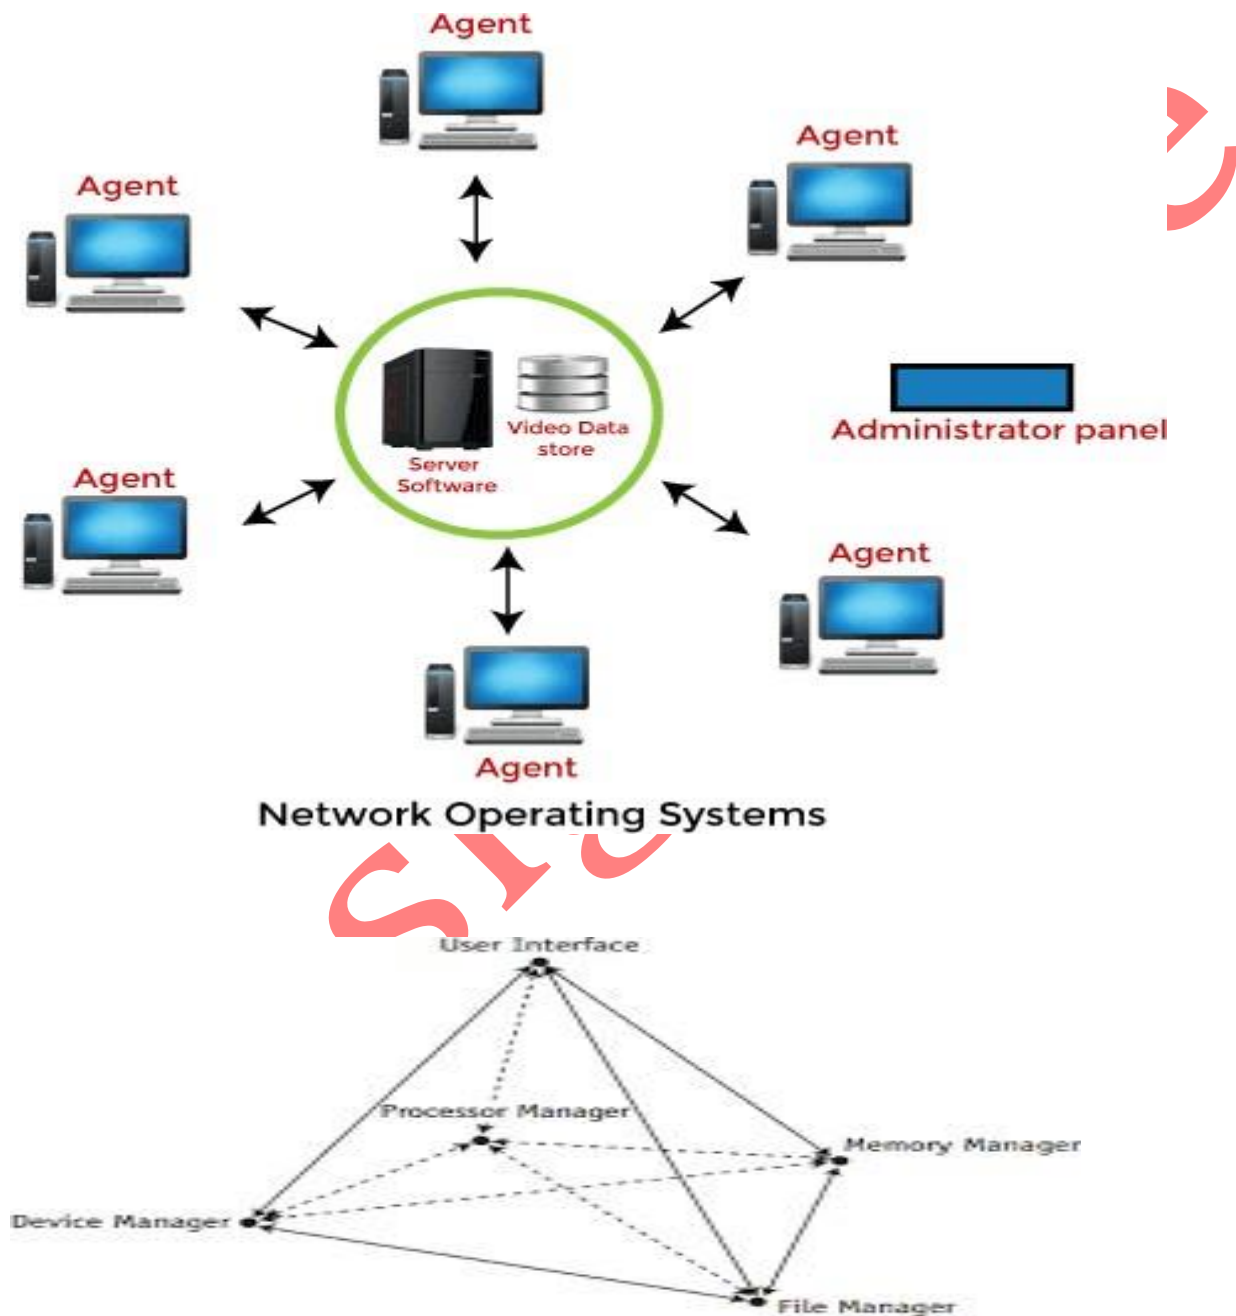 Agent
Agent
Agent
Video Data
store
Server
Software
Administrator panel
Agent
Agent
Agent
Network Operating Systems
User Interface
Processor Manager
Memory Manager
Device Manager
File Manager